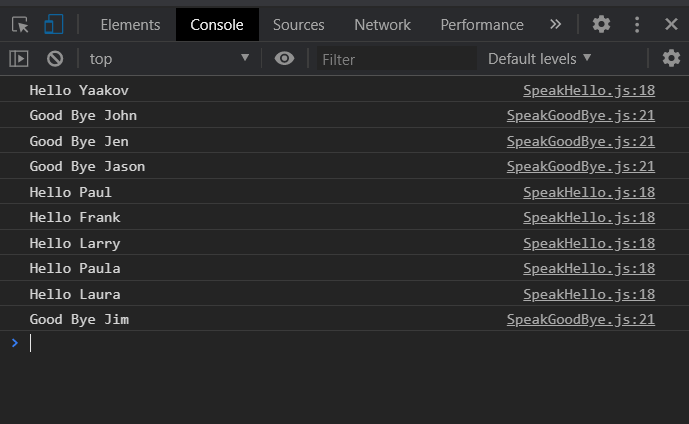 Elements Console Sources Network Performance »
top ▼ Filter Default levels ▼
Hello Yaakov SpeakHello.js:18
Good Bye John SpeakGoodBye.js:21
Good Bye Jen SpeakGoodBye.js:21
Good Bye Jason SpeakGoodBye.js:21
Hello Paul SpeakHello.js:18
Hello Frank SpeakHello.js:18
Hello Larry SpeakHello.js:18
Hello Paula SpeakHello.js:18
Hello Laura SpeakHello.js:18
Good Bye Jim SpeakGoodBye.js:21
>